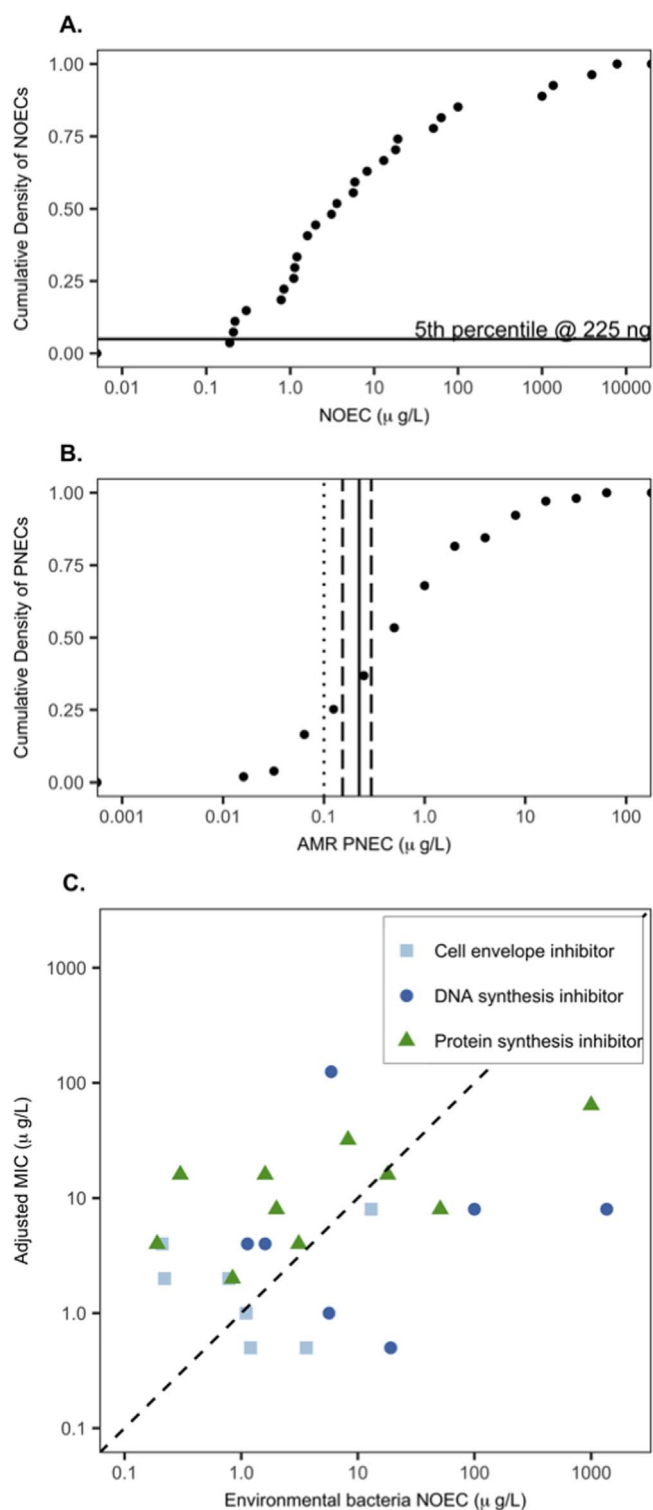 A.
Cumulative Density of NOECs
1.00
0.75
0.50
0.25
0.00
5th percentile @ 225 ng
0.01 0.1 1.0 10 100 1000 10000
NOEC (μ g/L)
B.
Cumulative Density of PNECs
1.00
0.75
0.50
0.25
0.00
0.001 0.01 0.1 1.0 10 100
AMR PNEC (μ g/L)
C.
Adjusted MIC (μ g/L)
1000
100
10
1.0
0.1
Cell envelope inhibitor
DNA synthesis inhibitor
Protein synthesis inhibitor
0.1 1.0 10 100 1000
Environmental bacteria NOEC (μ g/L)